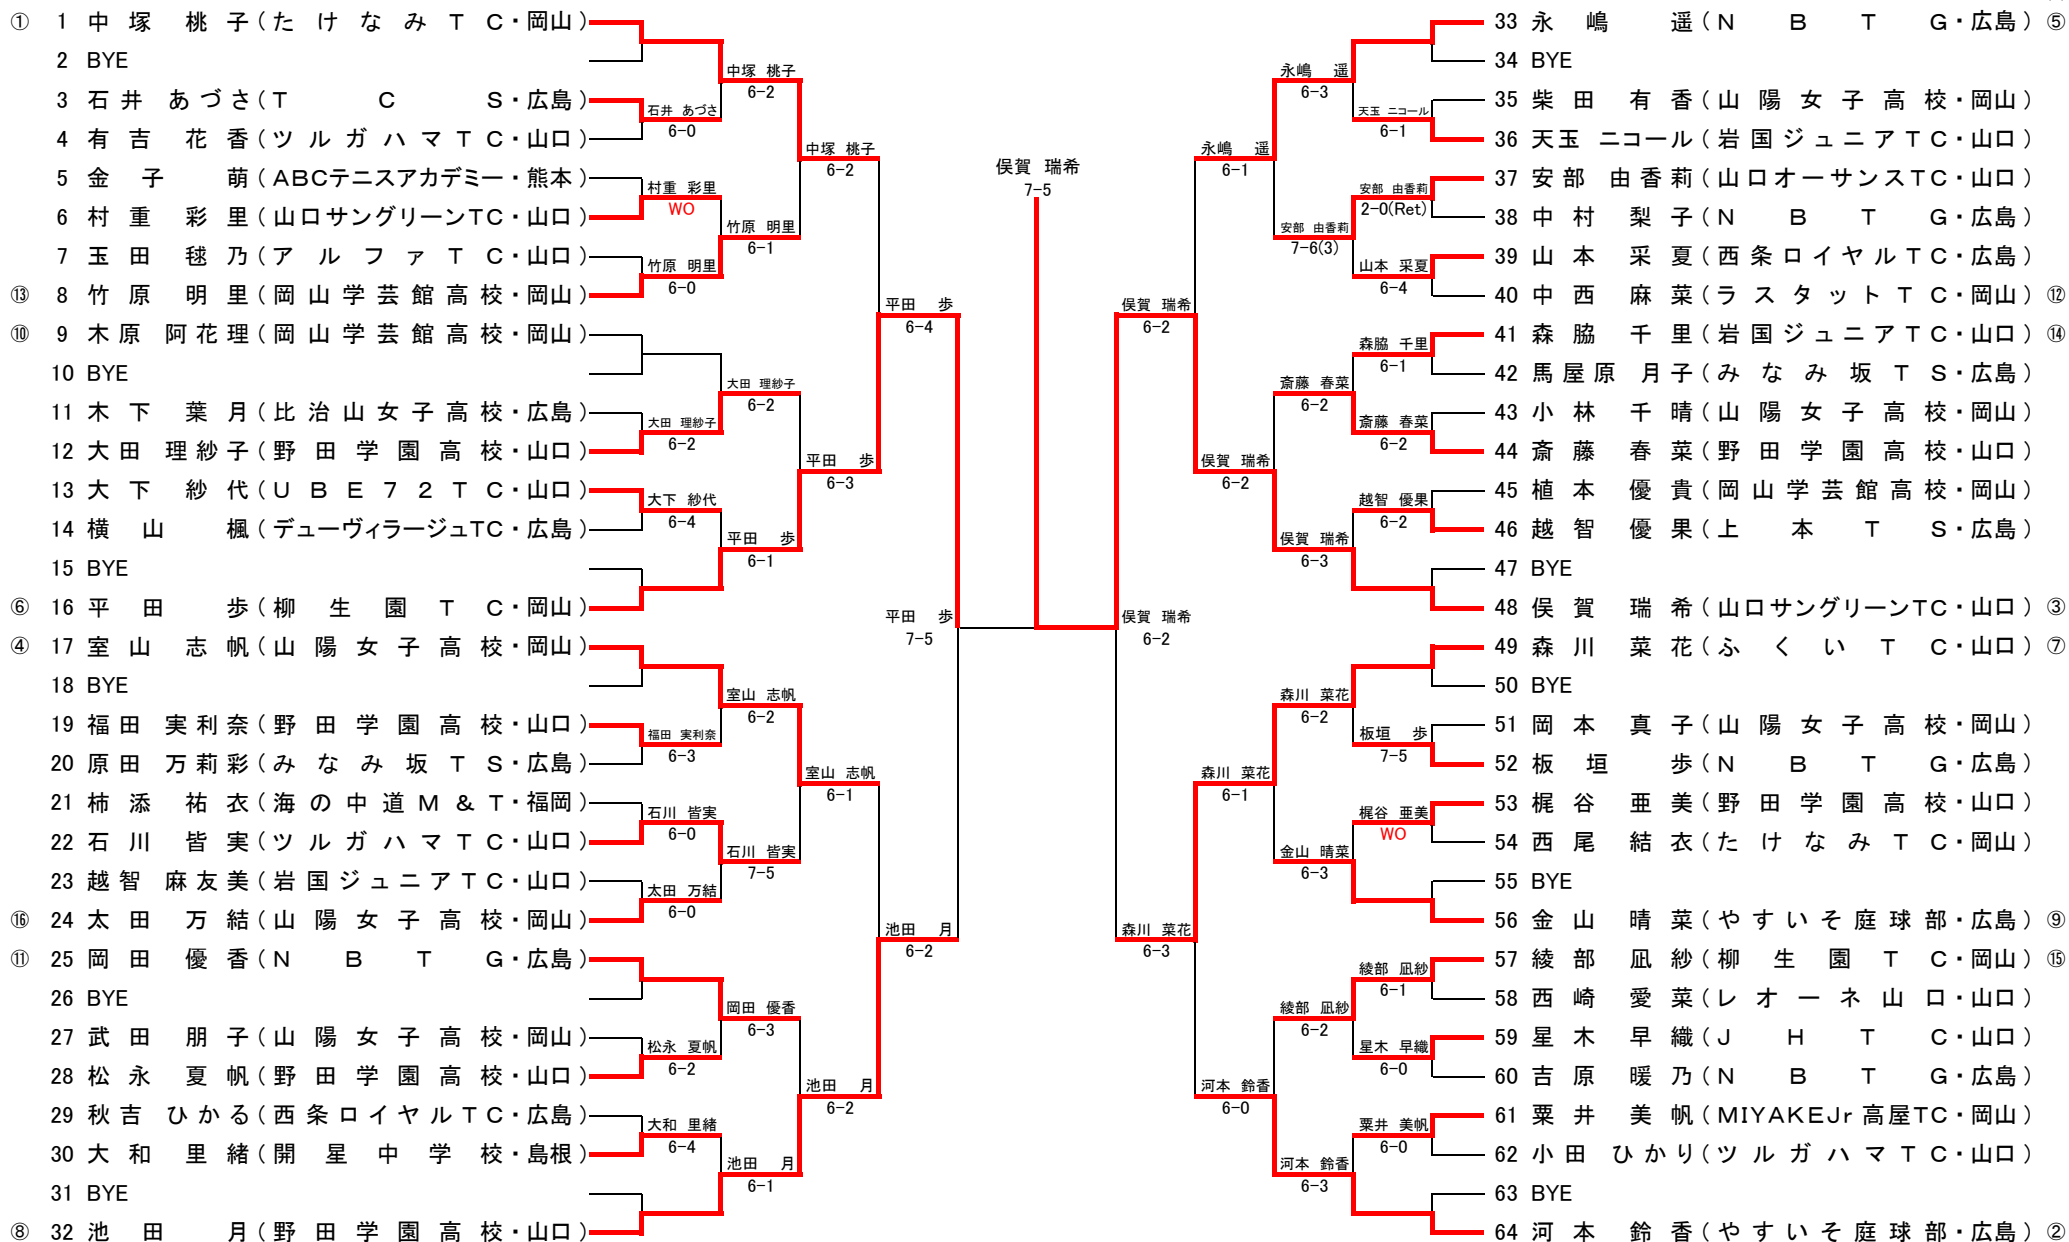 ① 1 中塚 桃子(たけなみTC・岡山)
2 BYE
3 石井 あづさ(TCS・広島)
4 有吉 花香(ツルガハマTC・山口)
5 金子 萌(ABCテニスアカデミー・熊本)
6 村重 彩里(山口サングリーンTC・山口)
7 玉田 毬乃(アルファTC・山口)
⑬ 8 竹原 明里(岡山学芸館高校・岡山)
⑩ 9 木原 阿花理(岡山学芸館高校・岡山)
10 BYE
11 木下 葉月(比治山女子高校・広島)
12 大田 理紗子(野田学園高校・山口)
13 大下 紗代(UBE72TC・山口)
14 横山 楓(デューヴィラージュTC・広島)
15 BYE
⑥ 16 平田 歩(柳生園TC・岡山)
④ 17 室山 志帆(山陽女子高校・岡山)
18 BYE
19 福田 実利奈(野田学園高校・山口)
20 原田 万莉彩(みなみ坂TS・広島)
21 柿添 祐衣(海の中道M&T・福岡)
22 石川 皆実(ツルガハマTC・山口)
23 越智 麻友美(岩国ジュニアTC・山口)
⑯ 24 太田 万結(山陽女子高校・岡山)
⑪ 25 岡田 優香(NBTG・広島)
26 BYE
27 武田 朋子(山陽女子高校・岡山)
28 松永 夏帆(野田学園高校・山口)
29 秋吉 ひかる(西条ロイヤルTC・広島)
30 大和 里緒(開星中学校・島根)
31 BYE
⑧ 32 池田 月(野田学園高校・山口)
石井 あづさ
6-0
村重 彩里
WO
竹原 明里
6-0
大田 理紗子
6-2
大下 紗代
6-4
福田 実利奈
6-3
石川 皆実
6-0
太田 万結
6-0
松永 夏帆
6-2
大和 里緒
6-4
中塚 桃子
6-2
竹原 明里
6-1
大田 理紗子
6-2
平田 歩
6-1
室山 志帆
6-2
石川 皆実
7-5
岡田 優香
6-3
池田 月
6-1
中塚 桃子
6-2
平田 歩
6-3
室山 志帆
6-1
池田 月
6-2
平田 歩
6-4
池田 月
6-2
平田 歩
7-5
俣賀 瑞希
7-5
俣賀 瑞希
6-2
俣賀 瑞希
6-2
森川 菜花
6-3
永嶋 遥
6-1
俣賀 瑞希
6-2
森川 菜花
6-1
河本 鈴香
6-0
永嶋 遥
6-3
安部 由香莉
7-6(3)
斎藤 春菜
6-2
俣賀 瑞希
6-3
森川 菜花
6-2
金山 晴菜
6-3
綾部 凪紗
6-2
河本 鈴香
6-3
天玉 ニコール
6-1
安部 由香莉
2-0(Ret)
山本 采夏
6-4
森脇 千里
6-1
斎藤 春菜
6-2
越智 優果
6-2
板垣 歩
7-5
梶谷 亜美
WO
綾部 凪紗
6-1
星木 早織
6-0
粟井 美帆
6-0
33 永嶋 遥(NBTG・広島) ⑤
34 BYE
35 柴田 有香(山陽女子高校・岡山)
36 天玉 ニコール(岩国ジュニアTC・山口)
37 安部 由香莉(山口オーサンスTC・山口)
38 中村 梨子(NBTG・広島)
39 山本 采夏(西条ロイヤルTC・広島)
40 中西 麻菜(ラスタットTC・岡山) ⑫
41 森脇 千里(岩国ジュニアTC・山口) ⑭
42 馬屋原 月子(みなみ坂TS・広島)
43 小林 千晴(山陽女子高校・岡山)
44 斎藤 春菜(野田学園高校・山口)
45 植本 優貴(岡山学芸館高校・岡山)
46 越智 優果(上本TS・広島)
47 BYE
48 俣賀 瑞希(山口サングリーンTC・山口) ③
49 森川 菜花(ふくいTC・山口) ⑦
50 BYE
51 岡本 真子(山陽女子高校・岡山)
52 板垣 歩(NBTG・広島)
53 梶谷 亜美(野田学園高校・山口)
54 西尾 結衣(たけなみTC・岡山)
55 BYE
56 金山 晴菜(やすいそ庭球部・広島) ⑨
57 綾部 凪紗(柳生園TC・岡山) ⑮
58 西崎 愛菜(レオーネ山口・山口)
59 星木 早織(JHTC・山口)
60 吉原 暖乃(NBTG・広島)
61 粟井 美帆(MIYAKEJr 高屋TC・岡山)
62 小田 ひかり(ツルガハマTC・山口)
63 BYE
64 河本 鈴香(やすいそ庭球部・広島) ②